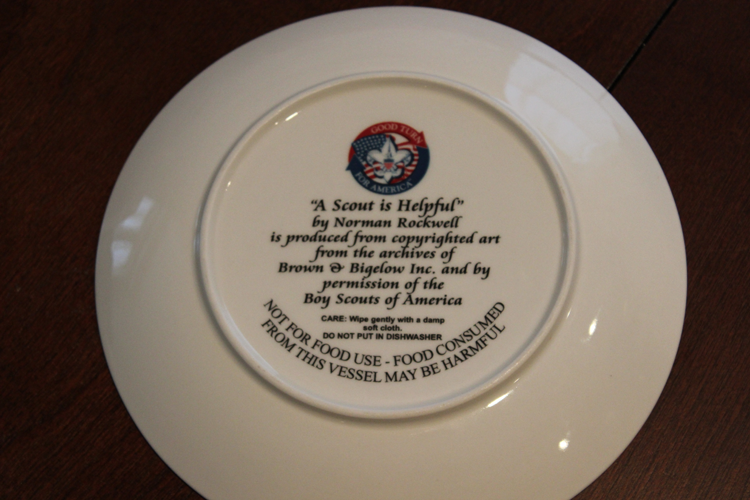 GOOD TURN
FOR AMERICA
"A Scout is Helpful"
by Norman Rockwell
is produced from copyrighted art
from the archives of
Brown & Bigelow Inc. and by
permission of the
Boy Scouts of America
CARE: Wipe gently with a damp
soft cloth.
DO NOT PUT IN DISHWASHER
NOT FOR FOOD USE - FOOD CONSUMED
FROM THIS VESSEL MAY BE HARMFUL